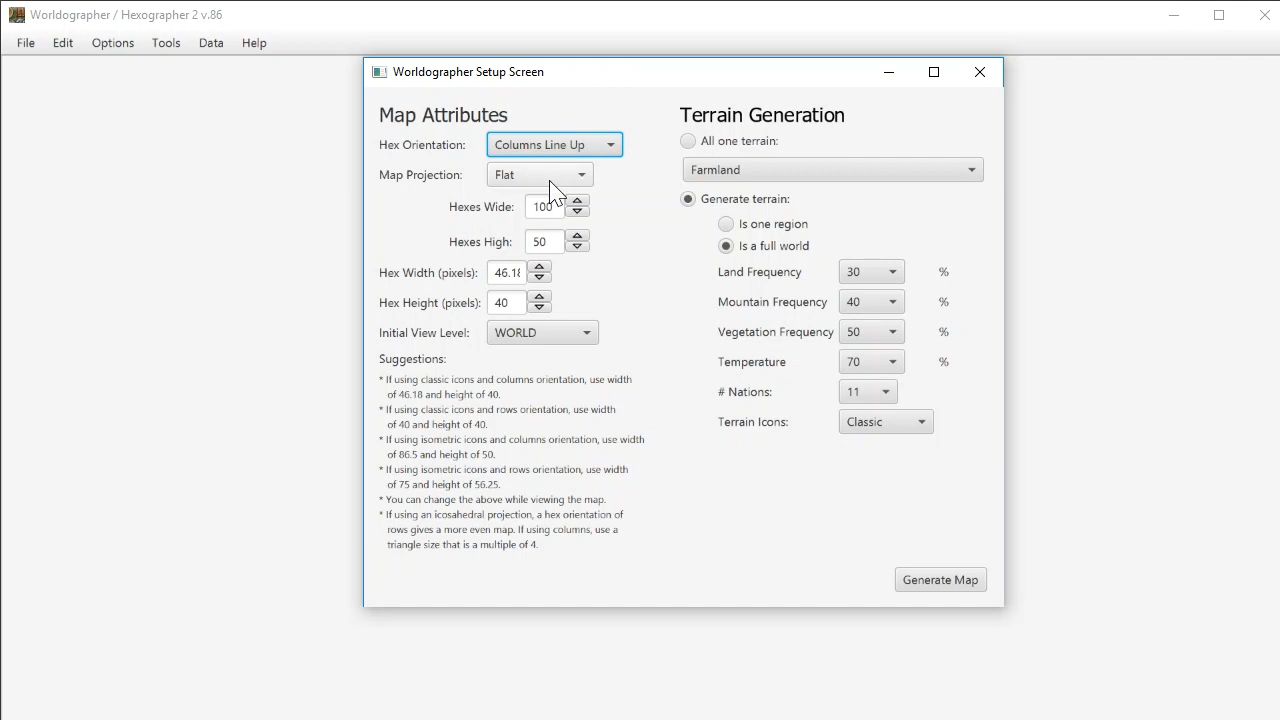 Worldographer / Hexographer 2 v.86
File Edit Options Tools Data Help
Worldographer Setup Screen
Map Attributes
Hex Orientation: Columns Line Up
Map Projection: Flat
Hexes Wide: 100
Hexes High: 50
Hex Width (pixels): 46.18
Hex Height (pixels): 40
Initial View Level: WORLD
Suggestions:
* If using classic icons and columns orientation, use width
of 46.18 and height of 40.
* If using classic icons and rows orientation, use width
of 40 and height of 40.
* If using isometric icons and columns orientation, use width
of 86.5 and height of 50.
* If using isometric icons and rows orientation, use width
of 75 and height of 56.25.
* You can change the above while viewing the map.
* If using an icosahedral projection, a hex orientation of
rows gives a more even map. If using columns, use a
triangle size that is a multiple of 4.
Terrain Generation
All one terrain:
Farmland
Generate terrain:
Is one region
Is a full world
Land Frequency 30 %
Mountain Frequency 40 %
Vegetation Frequency 50 %
Temperature 70 %
# Nations: 11
Terrain Icons: Classic
Generate Map